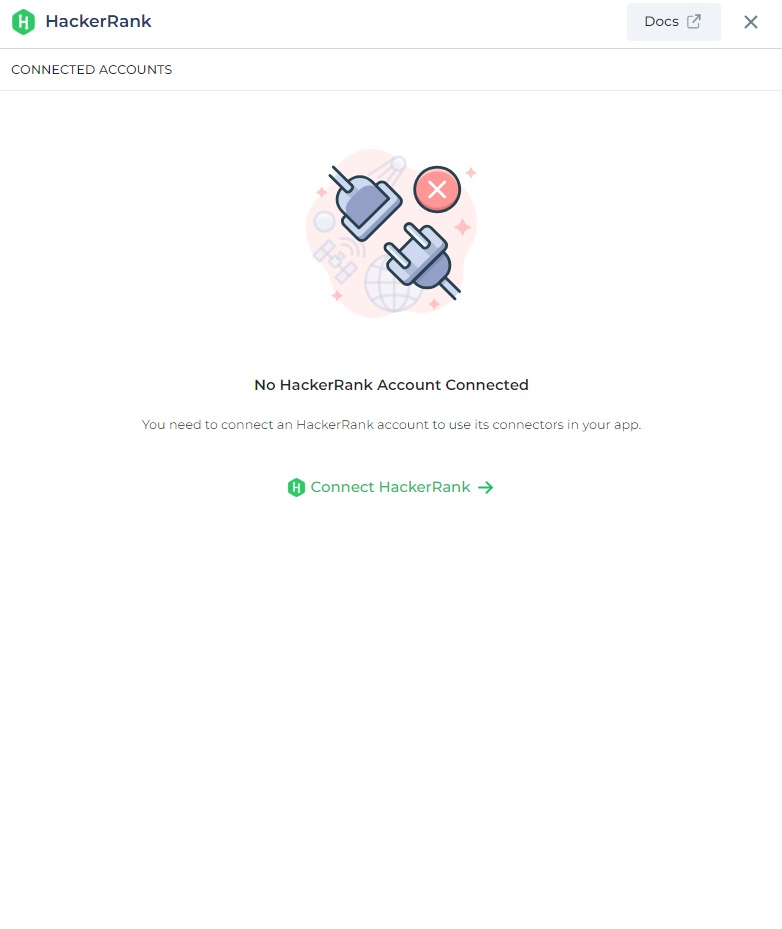 HackerRank
Docs
CONNECTED ACCOUNTS
No HackerRank Account Connected
You need to connect an HackerRank account to use its connectors in your app.
Connect HackerRank